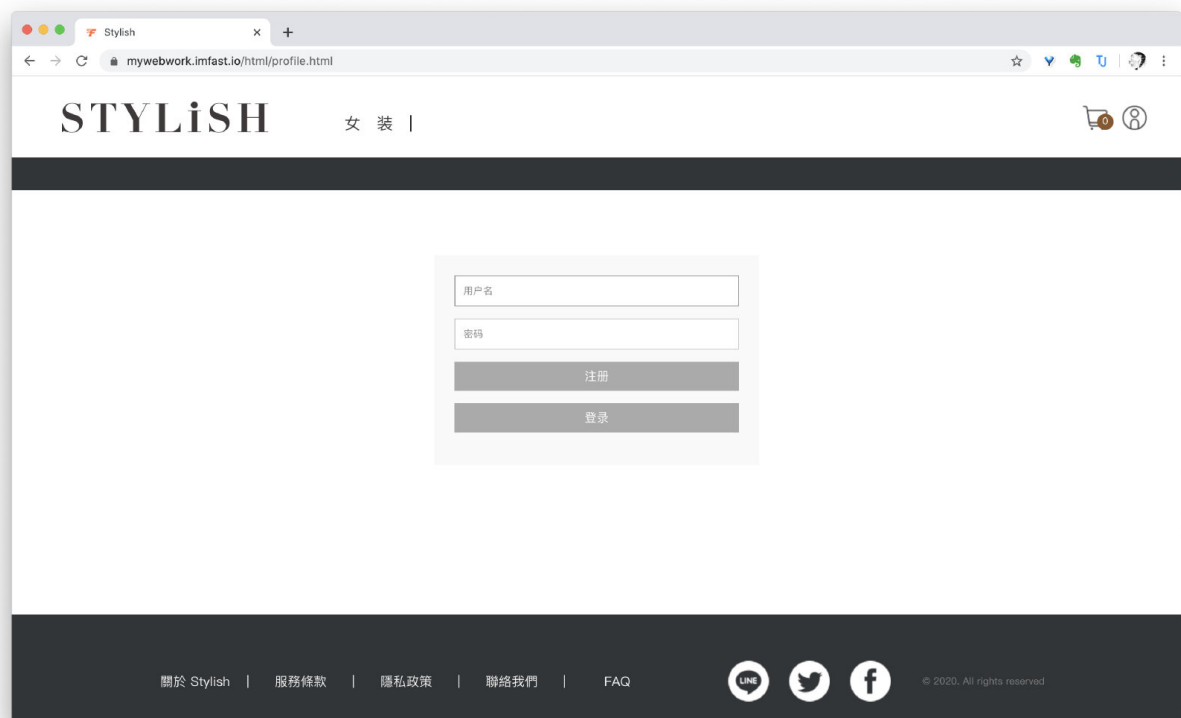 Stylish
mywebwork.imfast.io/html/profile.html
STYLiSH 女 装 | 0
用户名
密码
注册
登录
關於 Stylish | 服務條款 | 隱私政策 | 聯絡我們 | FAQ LINE © 2020. All rights reserved